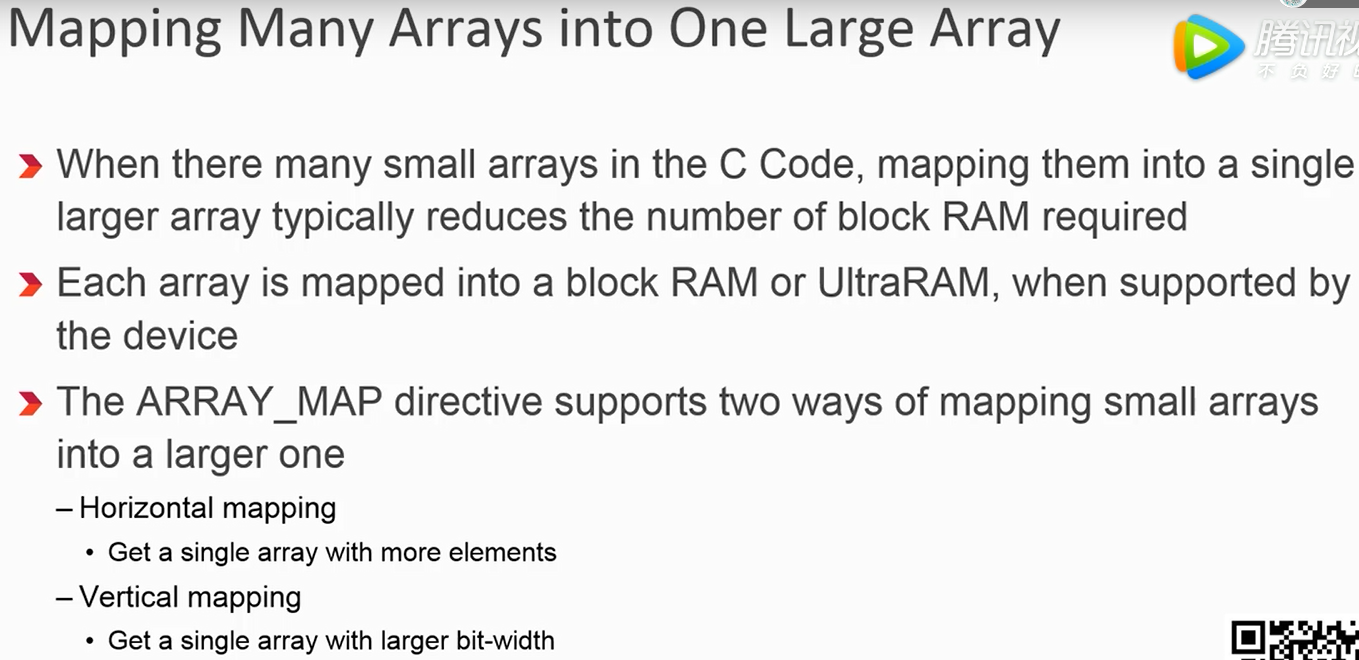 Mapping Many Arrays into One Large Array
腾讯视
不负好
When there many small arrays in the C Code, mapping them into a single
larger array typically reduces the number of block RAM required
Each array is mapped into a block RAM or UltraRAM, when supported by
the device
The ARRAY_MAP directive supports two ways of mapping small arrays
into a larger one
– Horizontal mapping
• Get a single array with more elements
– Vertical mapping
• Get a single array with larger bit-width